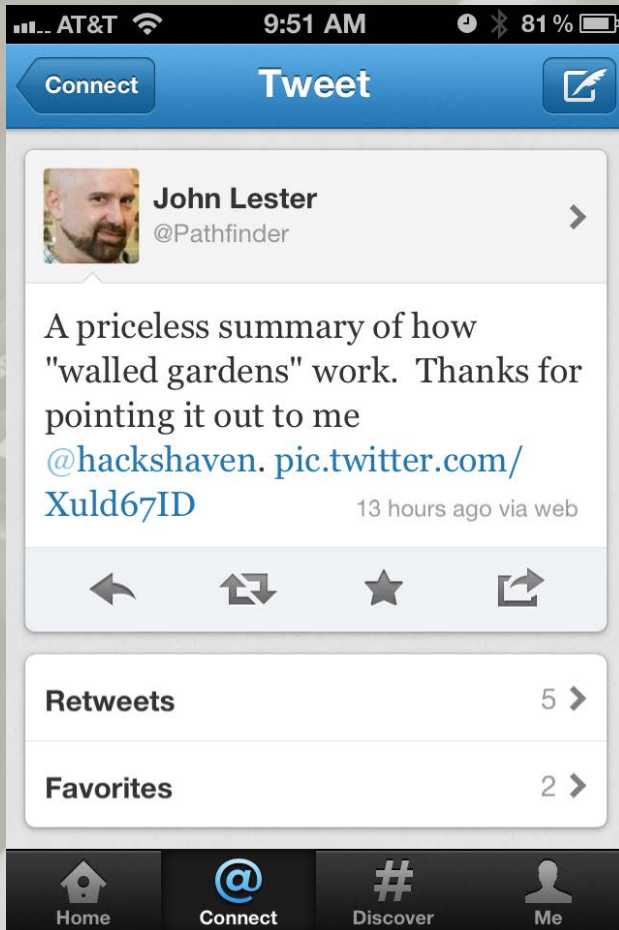 AT&T 9:51 AM 81%
Connect Tweet
John Lester
@Pathfinder
A priceless summary of how
"walled gardens" work. Thanks for
pointing it out to me
@hackshaven. pic.twitter.com/
Xuld67ID 13 hours ago via web
Retweets 5
Favorites 2
Home Connect Discover Me